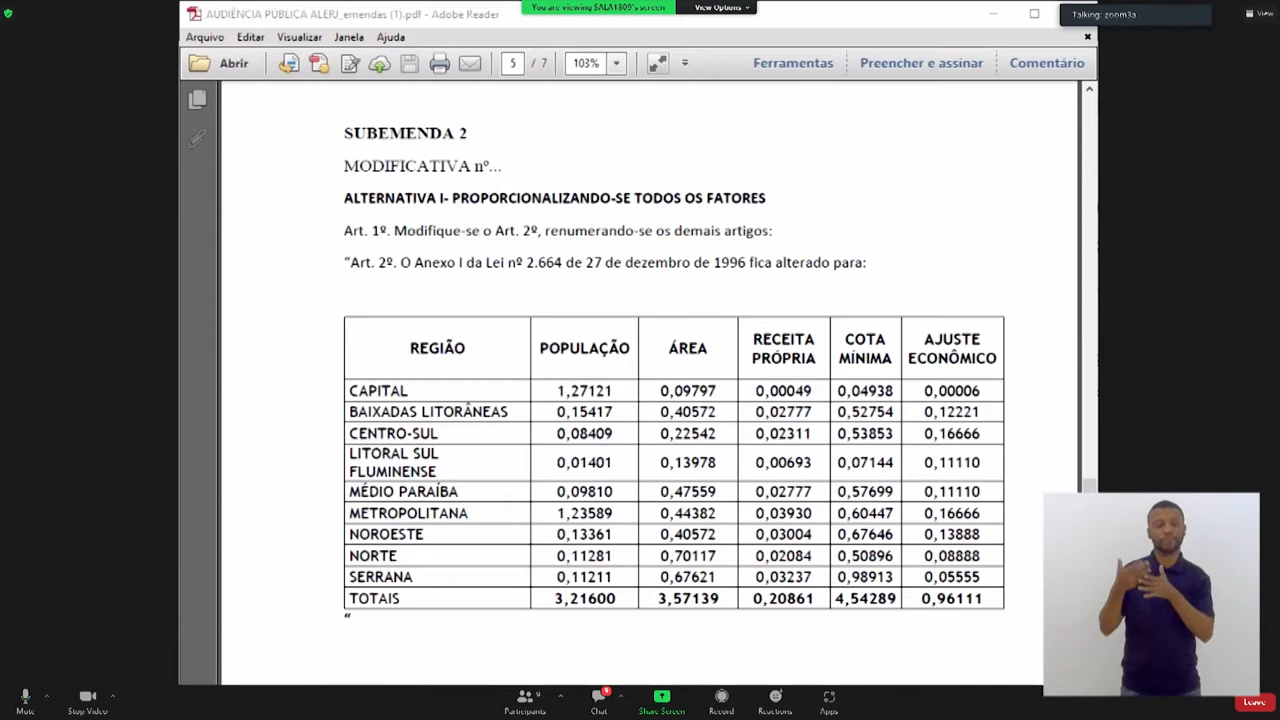 AUDIÊNCIA PÚBLICA ALERJ_emendas (1).pdf - Adobe Reader
You are viewing SALA1809's screen
View Options
Talking: zoom3a
View
Arquivo Editar Visualizar Janela Ajuda
Abrir 5 / 7 103% Ferramentas Preencher e assinar Comentário
SUBEMENDA 2
MODIFICATIVA nº...
ALTERNATIVA I- PROPORCIONALIZANDO-SE TODOS OS FATORES
Art. 1º. Modifique-se o Art. 2º, renumerando-se os demais artigos:
“Art. 2º. O Anexo I da Lei nº 2.664 de 27 de dezembro de 1996 fica alterado para:
REGIÃO POPULAÇÃO ÁREA RECEITA PRÓPRIA COTA MÍNIMA AJUSTE ECONÔMICO
CAPITAL 1,27121 0,09797 0,00049 0,04938 0,00006
BAIXADAS LITORÂNEAS 0,15417 0,40572 0,02777 0,52754 0,12221
CENTRO-SUL 0,08409 0,22542 0,02311 0,53853 0,16666
LITORAL SUL FLUMINENSE 0,01401 0,13978 0,00693 0,07144 0,11110
MÉDIO PARAÍBA 0,09810 0,47559 0,02777 0,57699 0,11110
METROPOLITANA 1,23589 0,44382 0,03930 0,60447 0,16666
NOROESTE 0,13361 0,40572 0,03004 0,67646 0,13888
NORTE 0,11281 0,70117 0,02084 0,50896 0,08888
SERRANA 0,11211 0,67621 0,03237 0,98913 0,05555
TOTAIS 3,21600 3,57139 0,20861 4,54289 0,96111
“
Mute Stop Video Participants 9 Chat 9 Share Screen Record Reactions Apps Leave